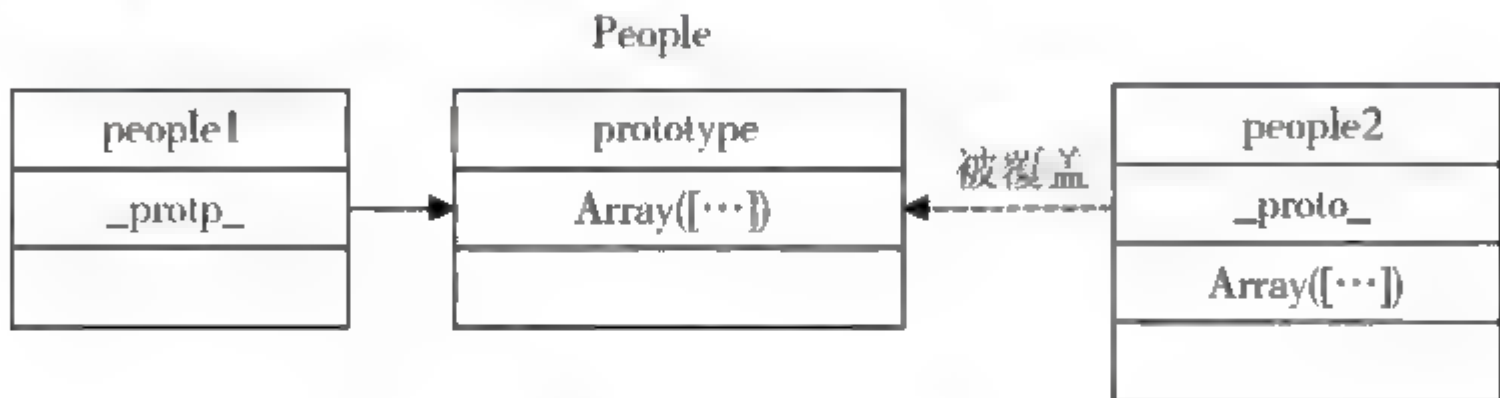 People
people1
_protp_
prototype
Array([…])
被覆盖
people2
_proto_
Array([…])